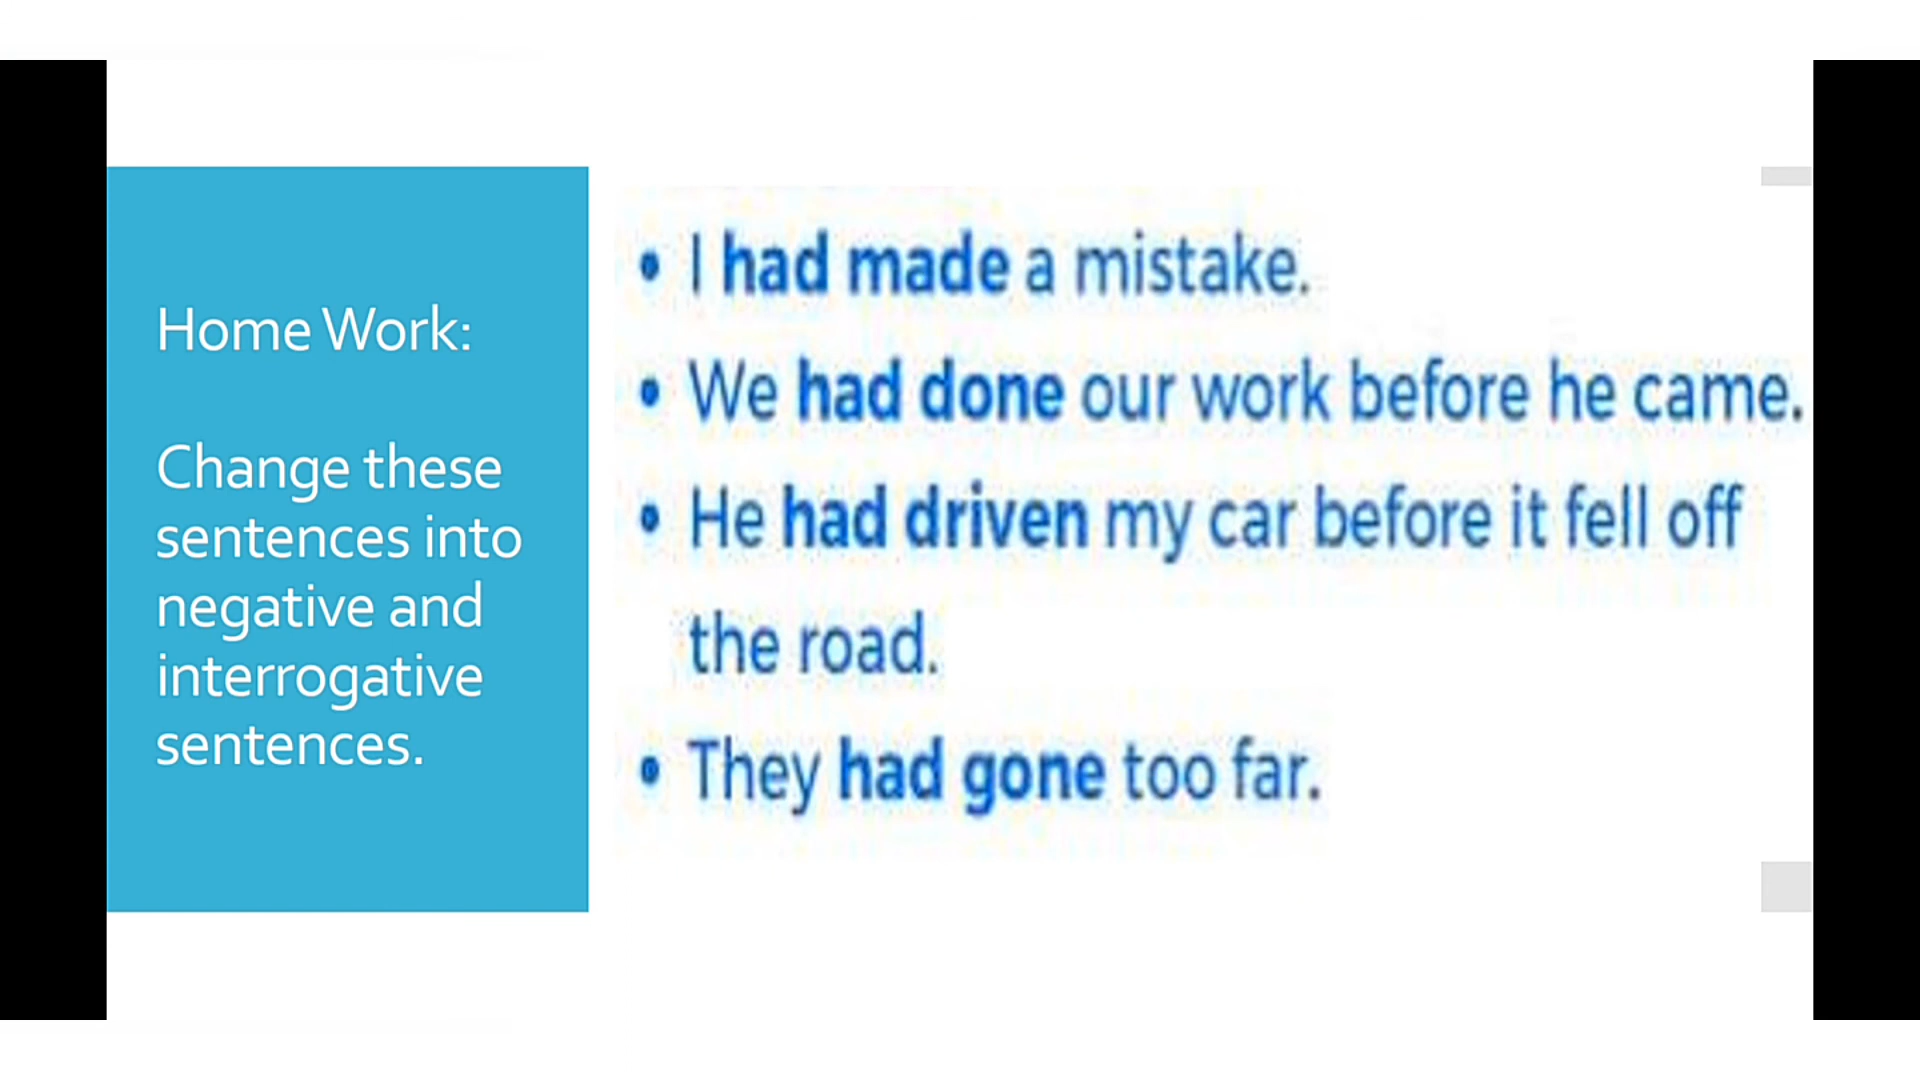 Home Work:
Change these
sentences into
negative and
interrogative
sentences.
• I had made a mistake.
• We had done our work before he came.
• He had driven my car before it fell off
the road.
• They had gone too far.